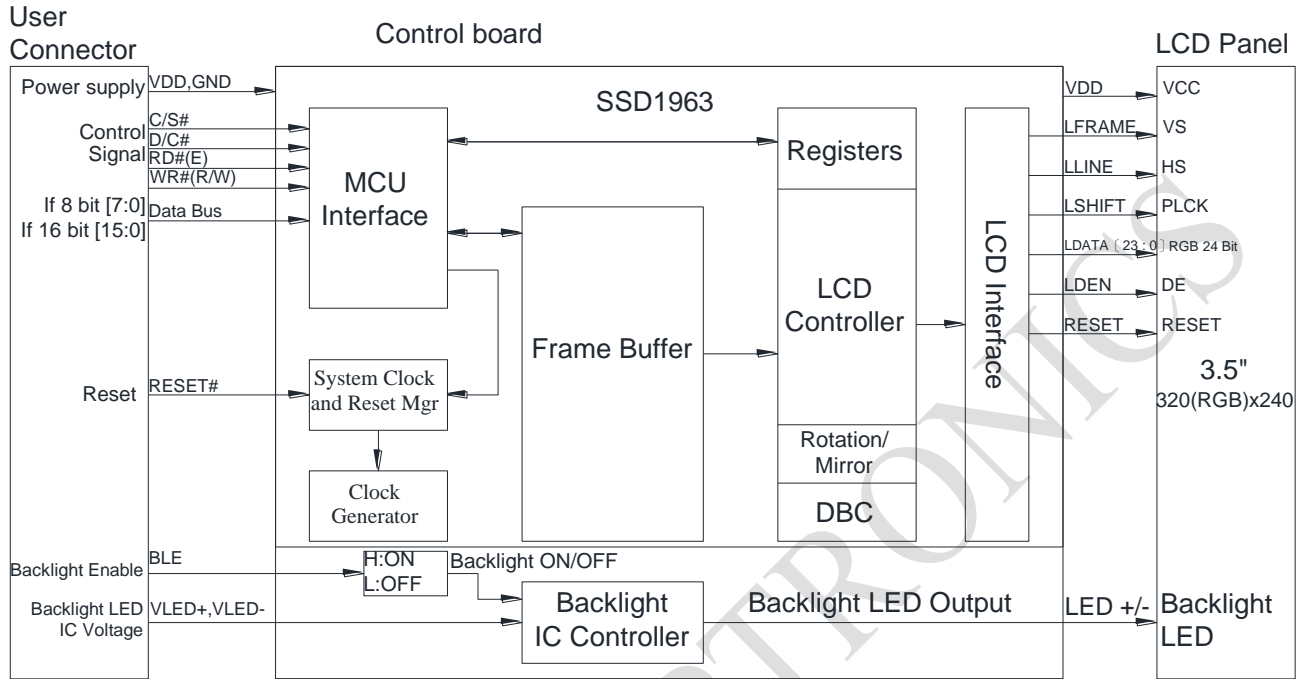 User
Connector
Control board
LCD Panel
Power supply
VDD,GND
Control
Signal
C/S#
D/C#
RD#(E)
WR#(R/W)
If 8 bit [7:0]
If 16 bit [15:0]
Data Bus
Reset
RESET#
Backlight Enable
BLE
Backlight LED
IC Voltage
VLED+,VLED-
SSD1963
MCU
Interface
System Clock
and Reset Mgr
Clock
Generator
Frame Buffer
Registers
LCD
Controller
Rotation/
Mirror
DBC
LCD Interface
H:ON
L:OFF
Backlight ON/OFF
Backlight
IC Controller
Backlight LED Output
VDD
VCC
LFRAME
VS
LLINE
HS
LSHIFT
PLCK
LDATA〔23:0〕RGB 24 Bit
LDEN
DE
RESET
RESET
3.5"
320(RGB)x240
LED +/-
Backlight
LED
CTRONICS